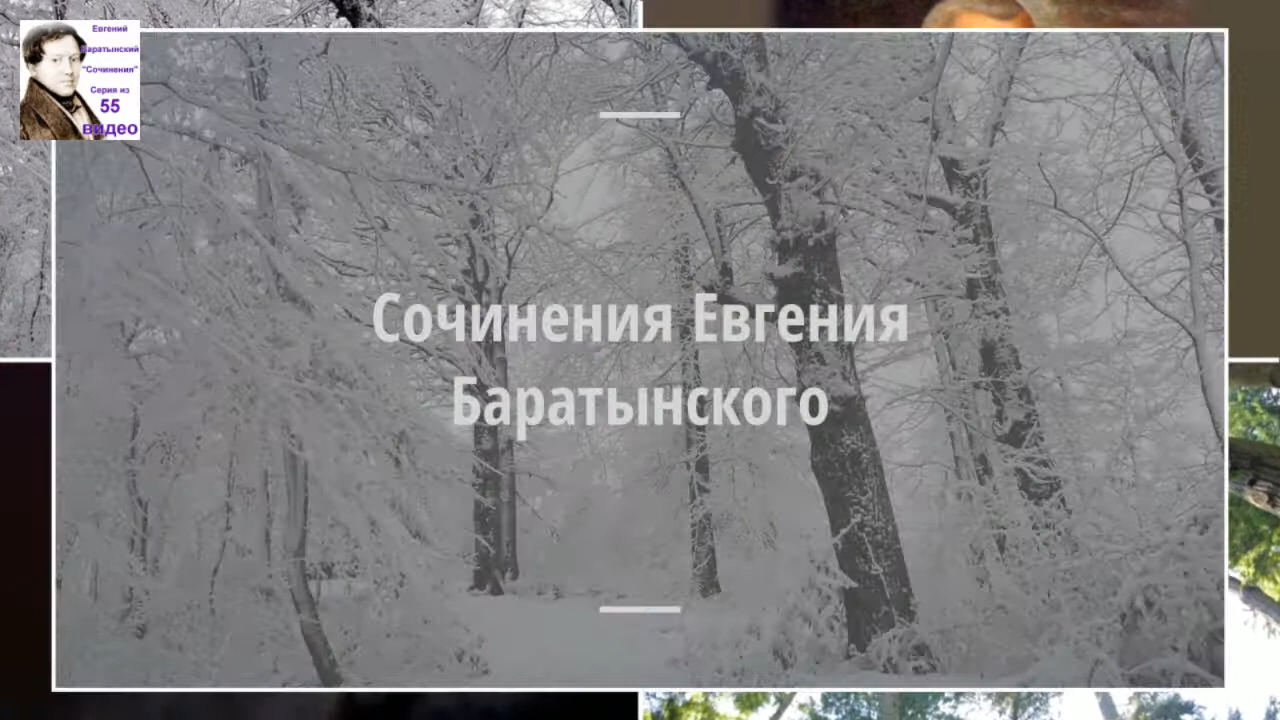 Евгений
Баратынский
"Сочинения"
Серия из
55
видео
Сочинения Евгения
Баратынского